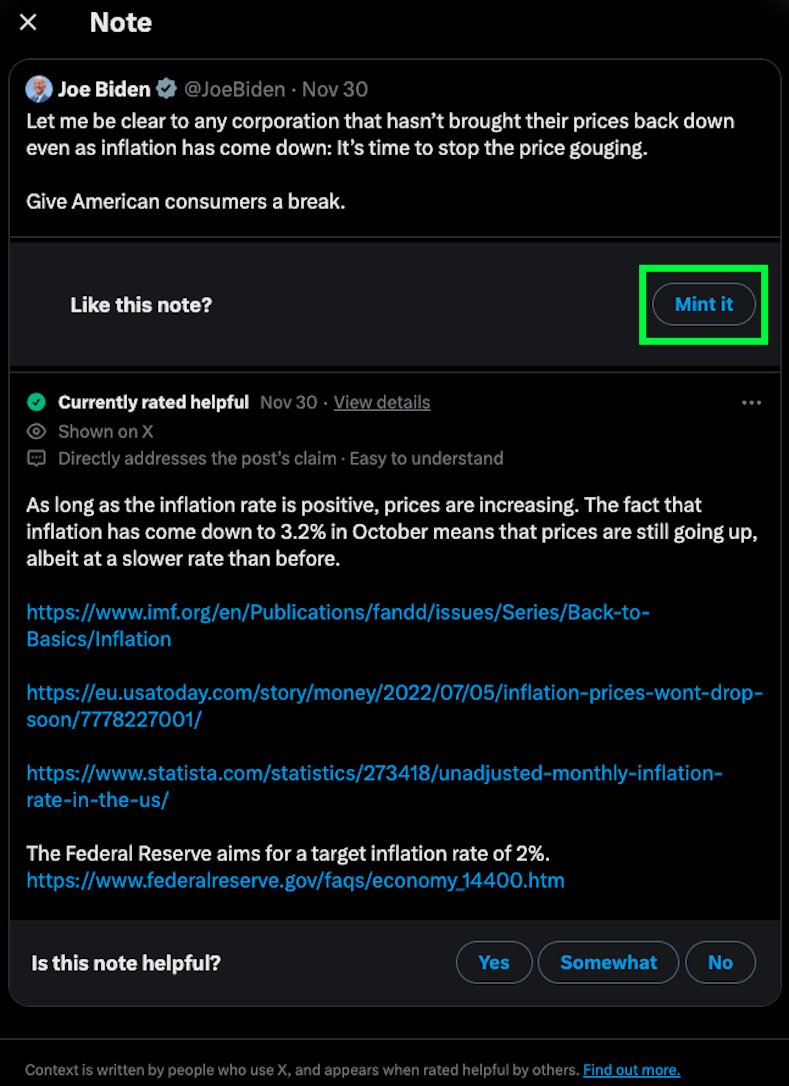 Note
Joe Biden @JoeBiden · Nov 30
Let me be clear to any corporation that hasn’t brought their prices back down
even as inflation has come down: It’s time to stop the price gouging.
Give American consumers a break.
Like this note?
Mint it
Currently rated helpful Nov 30 · View details
Shown on X
Directly addresses the post’s claim · Easy to understand
As long as the inflation rate is positive, prices are increasing. The fact that
inflation has come down to 3.2% in October means that prices are still going up,
albeit at a slower rate than before.
https://www.imf.org/en/Publications/fandd/issues/Series/Back-to-
Basics/Inflation
https://eu.usatoday.com/story/money/2022/07/05/inflation-prices-wont-drop-
soon/7778227001/
https://www.statista.com/statistics/273418/unadjusted-monthly-inflation-
rate-in-the-us/
The Federal Reserve aims for a target inflation rate of 2%.
https://www.federalreserve.gov/faqs/economy_14400.htm
Is this note helpful?
Yes Somewhat No
Context is written by people who use X, and appears when rated helpful by others. Find out more.